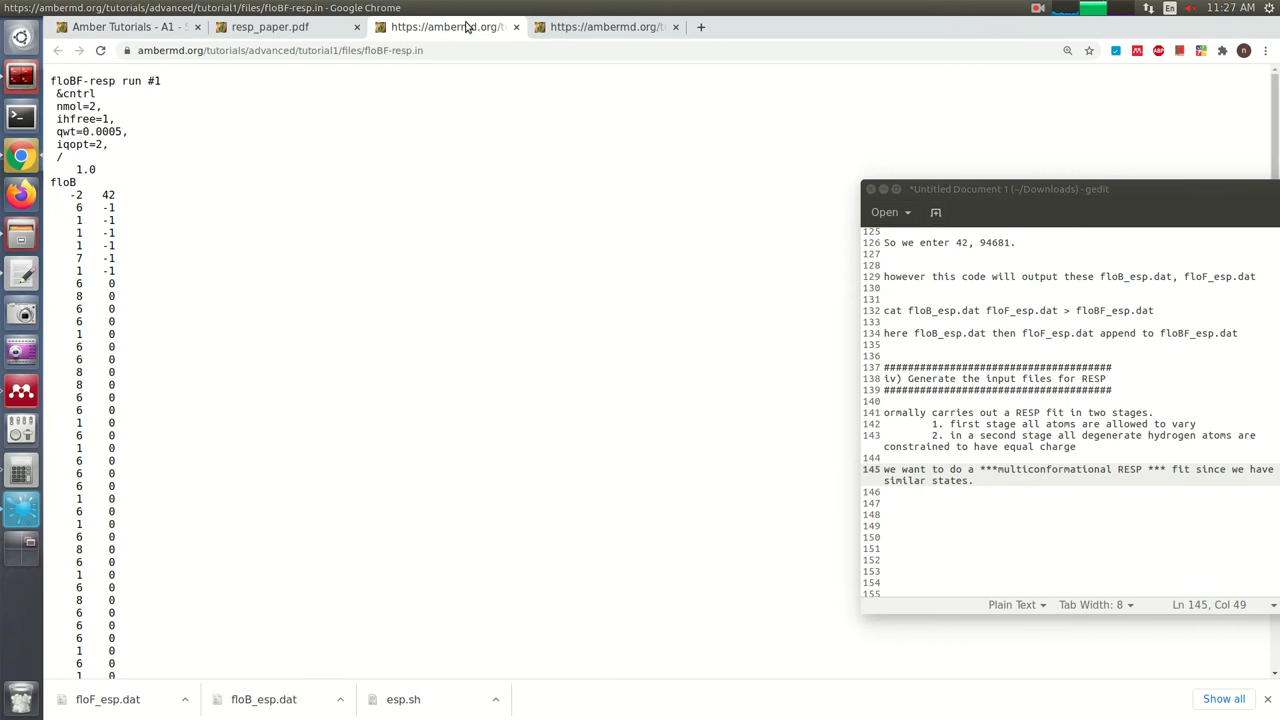 https://ambermd.org/tutorials/advanced/tutorial1/files/floBF-resp.in - Google Chrome
En
11:27 AM
Amber Tutorials - A1 - S
resp_paper.pdf
https://ambermd.org/tu
https://ambermd.org/tu
ambermd.org/tutorials/advanced/tutorial1/files/floBF-resp.in
ABP
n
floBF-resp run #1
&cntrl
nmol=2,
ihfree=1,
qwt=0.0005,
iqopt=2,
/
1.0
floB
-2 42
6 -1
1 -1
1 -1
1 -1
7 -1
1 -1
6 0
8 0
6 0
6 0
1 0
6 0
6 0
8 0
8 0
6 0
6 0
1 0
6 0
1 0
6 0
6 0
6 0
1 0
6 0
1 0
6 0
8 0
6 0
1 0
6 0
8 0
6 0
6 0
6 0
1 0
6 0
1 0
*Untitled Document 1 (~/Downloads) - gedit
Open
125
126 So we enter 42, 94681.
127
128
129 however this code will output these floB_esp.dat, floF_esp.dat
130
131
132 cat floB_esp.dat floF_esp.dat > floBF_esp.dat
133
134 here floB_esp.dat then floF_esp.dat append to floBF_esp.dat
135
136
137 ######################################
138 iv) Generate the input files for RESP
139 ######################################
140
141 ormally carries out a RESP fit in two stages.
142 1. first stage all atoms are allowed to vary
143 2. in a second stage all degenerate hydrogen atoms are
constrained to have equal charge
144
145 we want to do a ***multiconformational RESP *** fit since we have
similar states.
146
147
148
149
150
151
152
153
154
155
Plain Text Tab Width: 8 Ln 145, Col 49
floF_esp.dat
floB_esp.dat
esp.sh
Show all